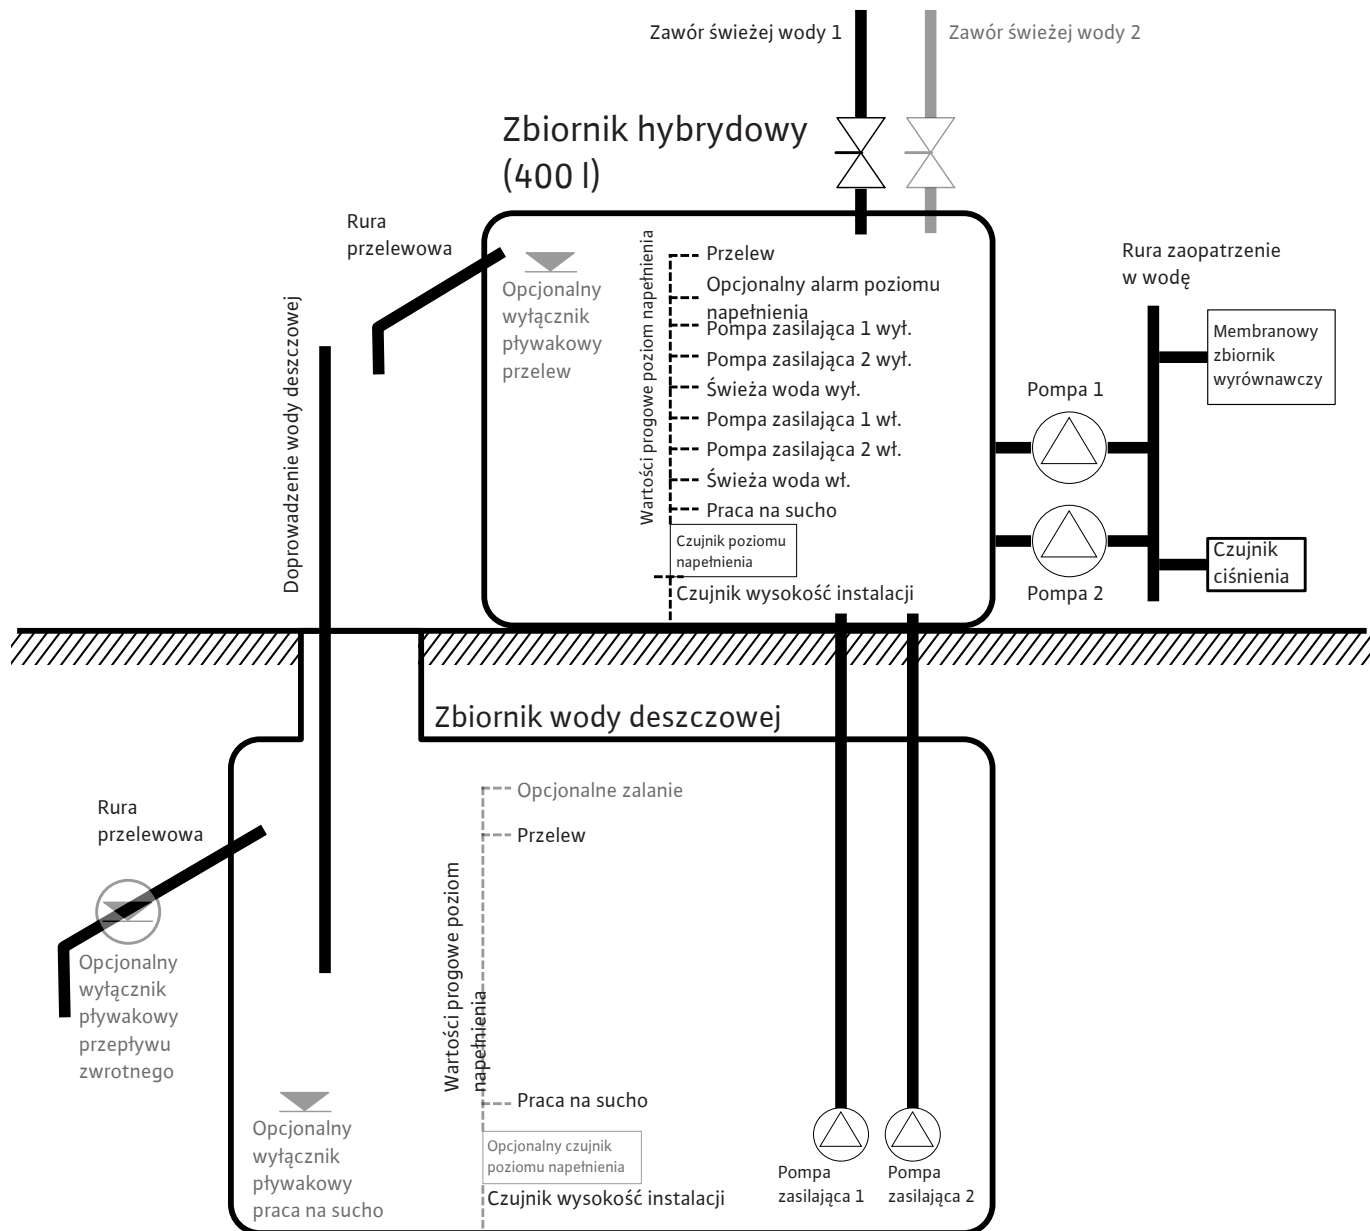 Zawór świeżej wody 1
Zawór świeżej wody 2
Zbiornik hybrydowy
(400 l)
Rura
przelewowa
Opcjonalny
wyłącznik
pływakowy
przelew
Wartości progowe poziom napełnienia
Przelew
Opcjonalny alarm poziomu
napełnienia
Pompa zasilająca 1 wył.
Pompa zasilająca 2 wył.
Świeża woda wył.
Pompa zasilająca 1 wł.
Pompa zasilająca 2 wł.
Świeża woda wł.
Praca na sucho
Czujnik poziomu
napełnienia
Czujnik wysokość instalacji
Rura zaopatrzenie
w wodę
Membranowy
zbiornik
wyrównawczy
Pompa 1
Pompa 2
Czujnik
ciśnienia
Doprowadzenie wody deszczowej
Zbiornik wody deszczowej
Rura
przelewowa
Opcjonalny
wyłącznik
pływakowy
przepływu
zwrotnego
Opcjonalne zalanie
Przelew
Wartości progowe poziom
napełnienia
Praca na sucho
Opcjonalny czujnik
poziomu napełnienia
Czujnik wysokość instalacji
Opcjonalny
wyłącznik
pływakowy
praca na sucho
Pompa
zasilająca 1
Pompa
zasilająca 2